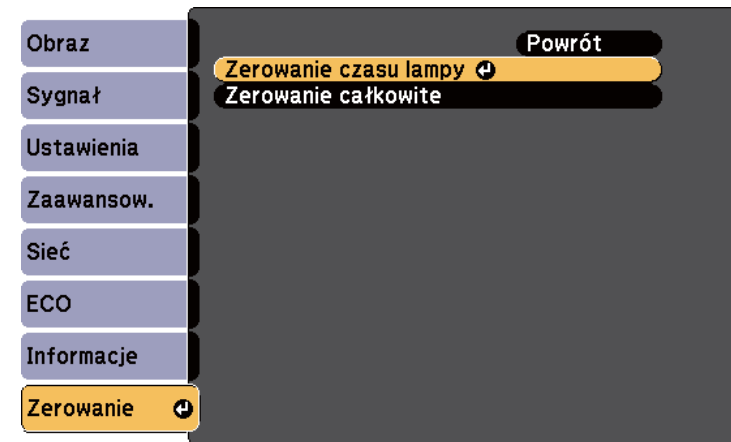 Obraz
Sygnał
Ustawienia
Zaawansow.
Sieć
ECO
Informacje
Zerowanie
Powrót
Zerowanie czasu lampy
Zerowanie całkowite